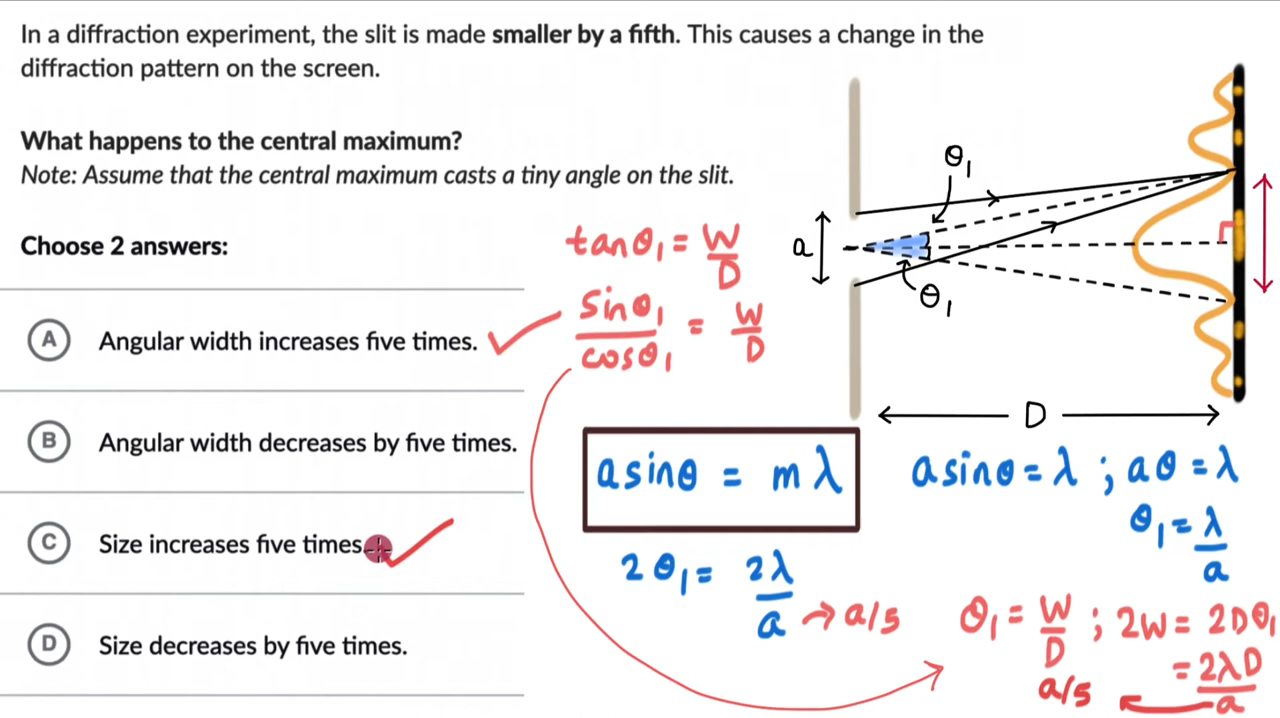 In a diffraction experiment, the slit is made smaller by a fifth. This causes a change in the
diffraction pattern on the screen.
What happens to the central maximum?
Note: Assume that the central maximum casts a tiny angle on the slit.
Choose 2 answers:
A Angular width increases five times.
B Angular width decreases by five times.
C Size increases five times.
D Size decreases by five times.
tanθ₁ = W/D
sinθ₁/cosθ₁ = W/D
a
θ₁
θ₁
D
a sinθ = mλ
a sinθ = λ ; aθ = λ
θ₁ = λ/a
2θ₁ = 2λ/a → a/5
θ₁ = W/D ; 2W = 2Dθ₁
= 2λD/a
a/5